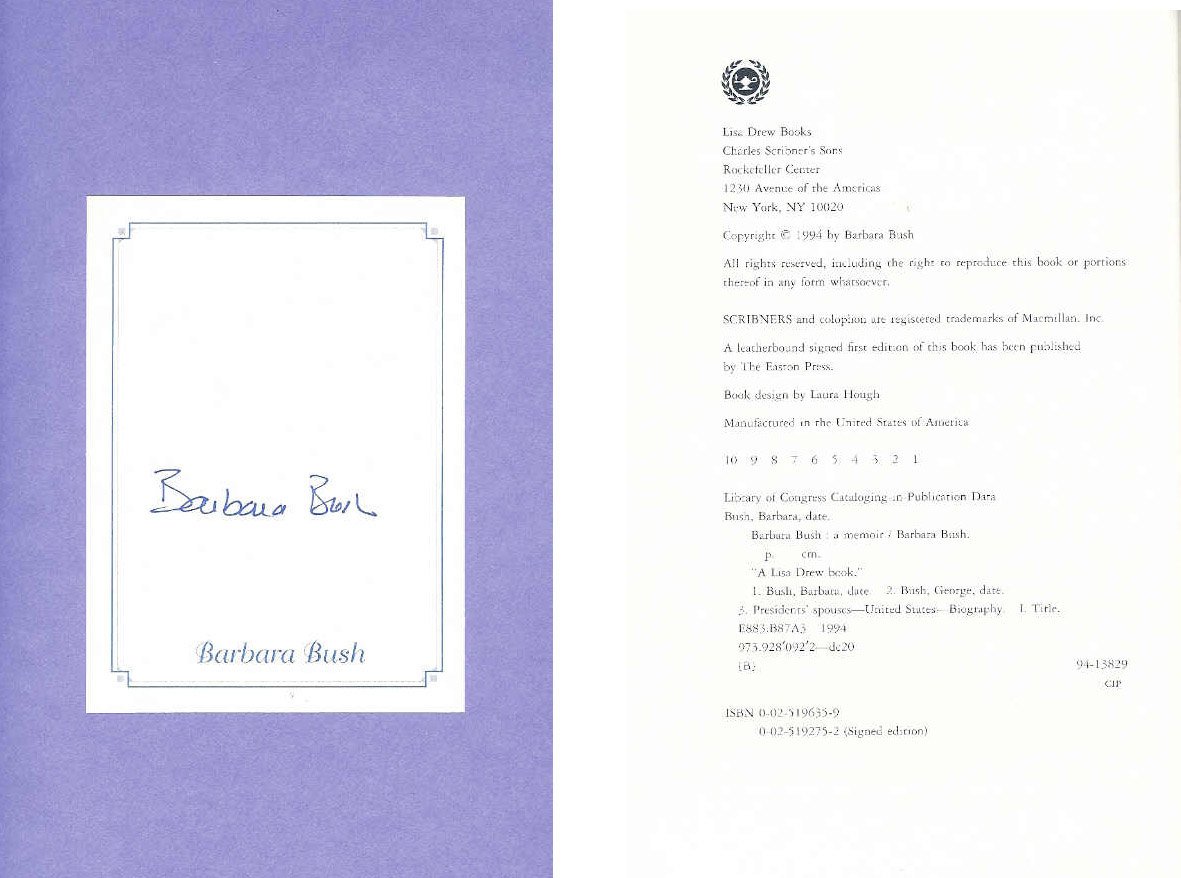 Barbara Bush
Barbara Bush
Lisa Drew Books
Charles Scribner's Sons
Rockefeller Center
1230 Avenue of the Americas
New York, NY 10020
Copyright © 1994 by Barbara Bush
All rights reserved, including the right to reproduce this book or portions
thereof in any form whatsoever.
SCRIBNERS and colophon are registered trademarks of Macmillan, Inc.
A leatherbound signed first edition of this book has been published
by The Easton Press.
Book design by Laura Hough
Manufactured in the United States of America
10 9 8 7 6 5 4 3 2 1
Library of Congress Cataloging-in-Publication Data
Bush, Barbara, date.
Barbara Bush : a memoir / Barbara Bush.
p. cm.
"A Lisa Drew book."
1. Bush, Barbara, date 2. Bush, George, date.
3. Presidents' spouses—United States—Biography. I. Title.
E883.B87A3 1994
973.928'092'2—dc20
[B] 94-13829
CIP
ISBN 0-02-519635-9
0-02-519275-2 (Signed edition)